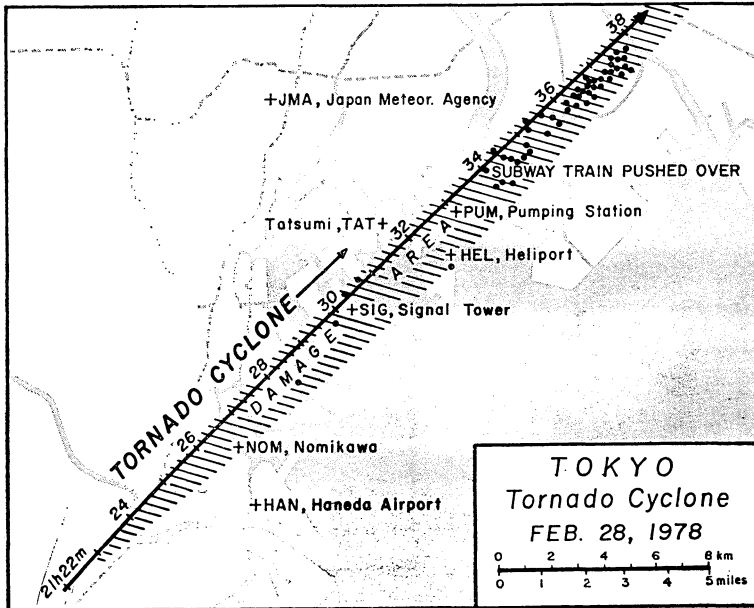 38
36
+JMA, Japan Meteor. Agency
34
SUBWAY TRAIN PUSHED OVER
+PUM, Pumping Station
Tatsumi, TAT+
32
+HEL, Heliport
AREA
30
+SIG, Signal Tower
TORNADO CYCLONE
28
DAMAGE
26
+NOM, Nomikawa
24
+HAN, Haneda Airport
21h22m
TOKYO
Tornado Cyclone
FEB. 28, 1978
0 2 4 6 8 km
0 1 2 3 4 5 miles